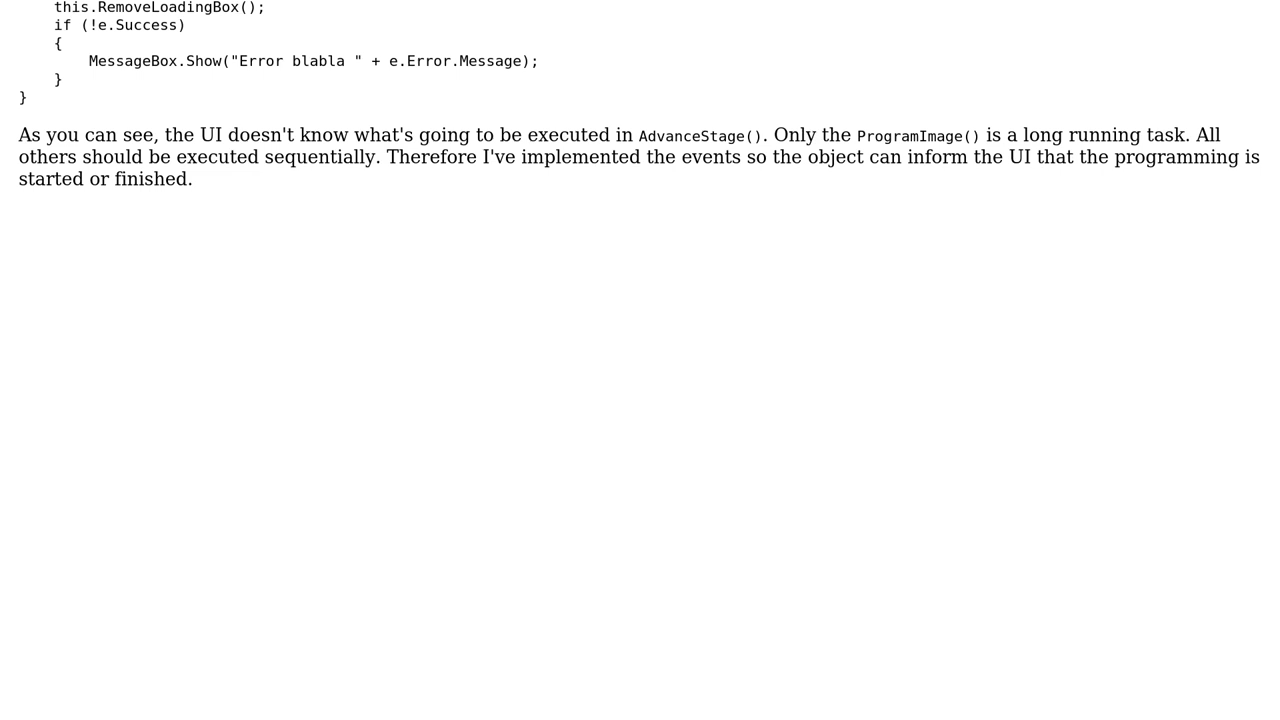 this.RemoveLoadingBox();
if (!e.Success)
{
MessageBox.Show("Error blabla " + e.Error.Message);
}
}
As you can see, the UI doesn't know what's going to be executed in AdvanceStage(). Only the ProgramImage() is a long running task. All
others should be executed sequentially. Therefore I've implemented the events so the object can inform the UI that the programming is
started or finished.